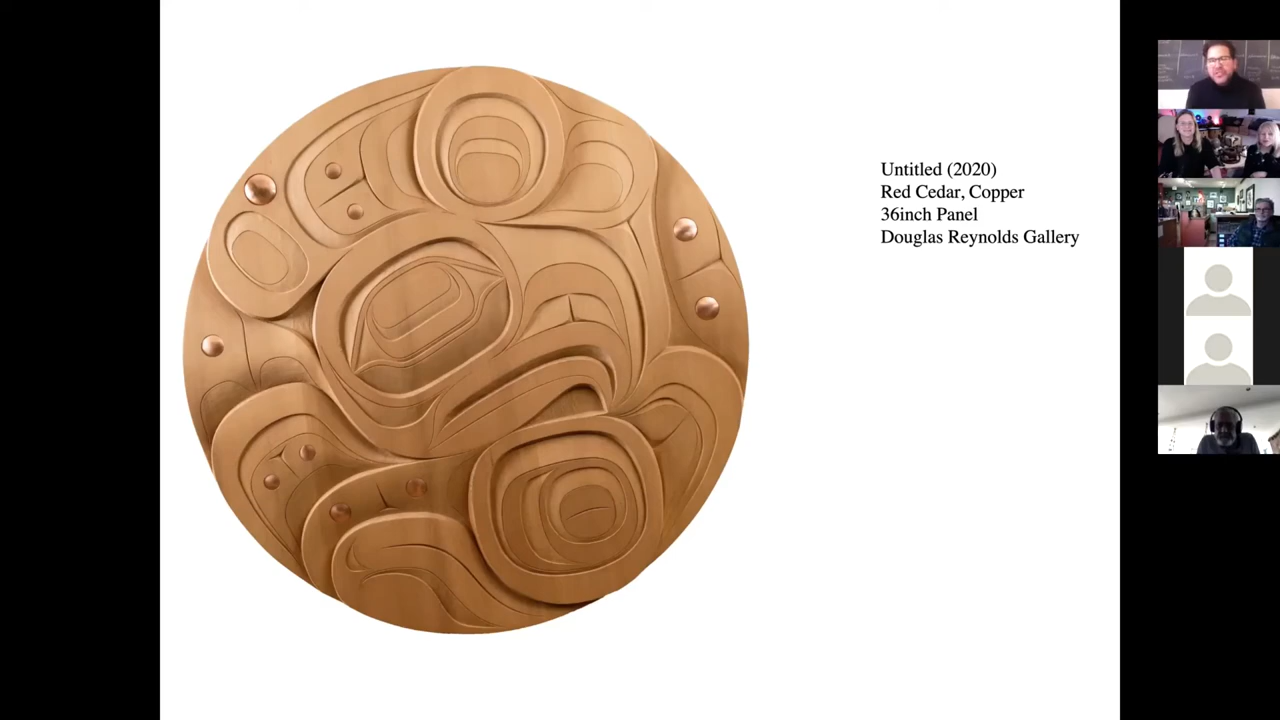 Untitled (2020)
Red Cedar, Copper
36inch Panel
Douglas Reynolds Gallery